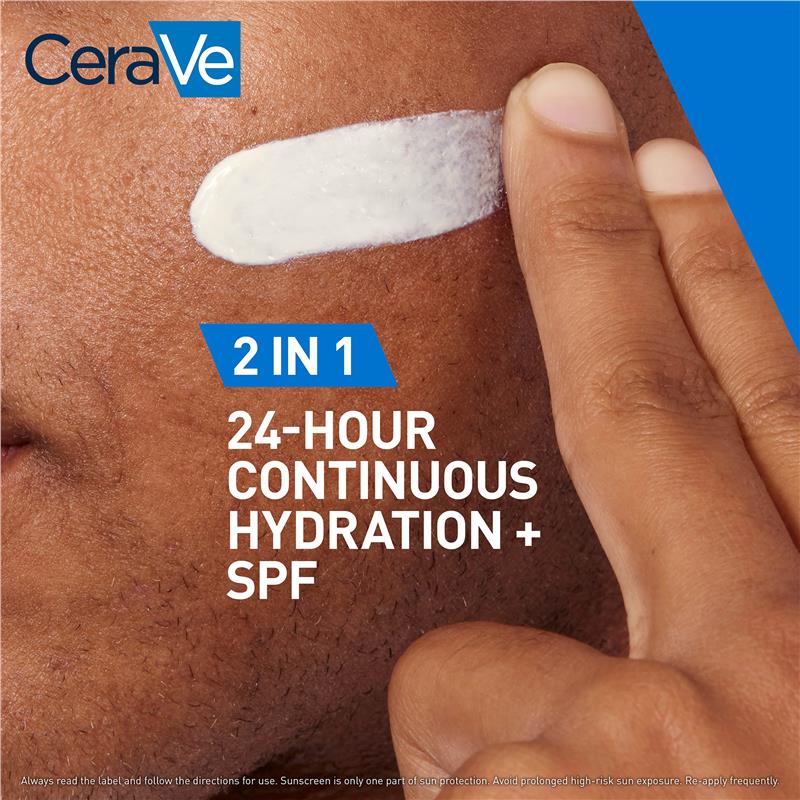 CeraVe
2 IN 1
24-HOUR
CONTINUOUS
HYDRATION +
SPF
Always read the label and follow the directions for use. Sunscreen is only one part of sun protection. Avoid prolonged high-risk sun exposure. Re-apply frequently.